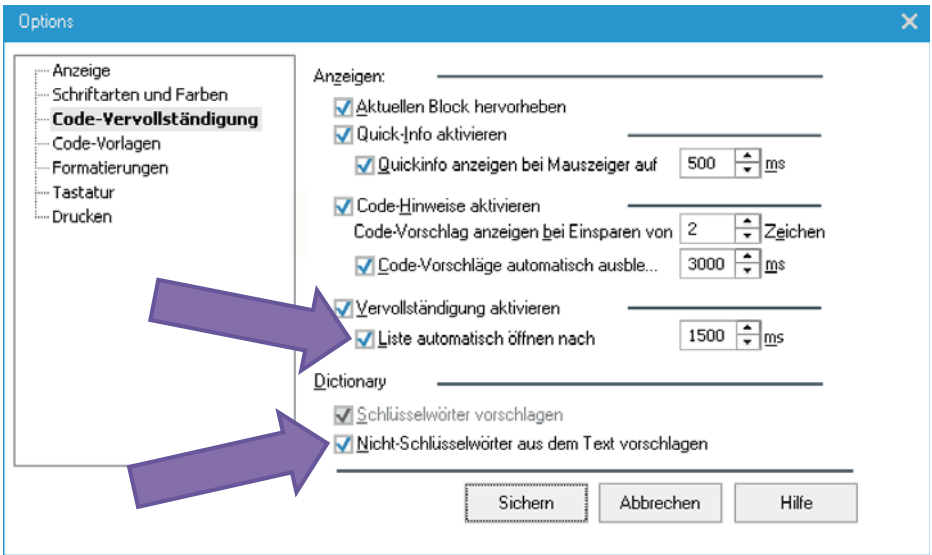 Options
Anzeige
Schriftarten und Farben
Code-Vervollständigung
Code-Vorlagen
Formatierungen
Tastatur
Drucken
Anzeigen:
Aktuellen Block hervorheben
Quick-Info aktivieren
Quickinfo anzeigen bei Mauszeiger auf 500 ms
Code-Hinweise aktivieren
Code-Vorschlag anzeigen bei Einsparen von 2 Zeichen
Code-Vorschläge automatisch ausble... 3000 ms
Vervollständigung aktivieren
Liste automatisch öffnen nach 1500 ms
Dictionary
Schlüsselwörter vorschlagen
Nicht-Schlüsselwörter aus dem Text vorschlagen
Sichern Abbrechen Hilfe